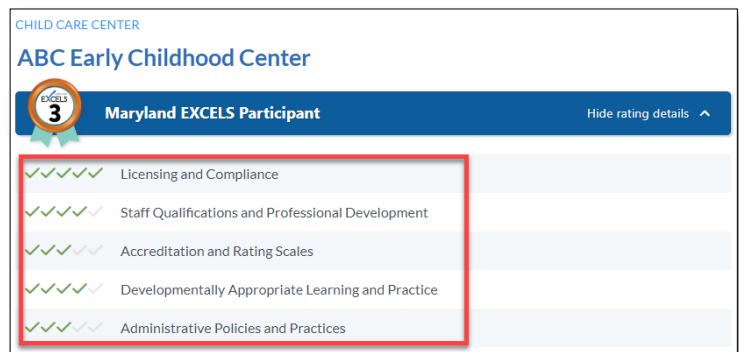 CHILD CARE CENTER
ABC Early Childhood Center
EXCELS
3
Maryland EXCELS Participant
Hide rating details
Licensing and Compliance
Staff Qualifications and Professional Development
Accreditation and Rating Scales
Developmentally Appropriate Learning and Practice
Administrative Policies and Practices